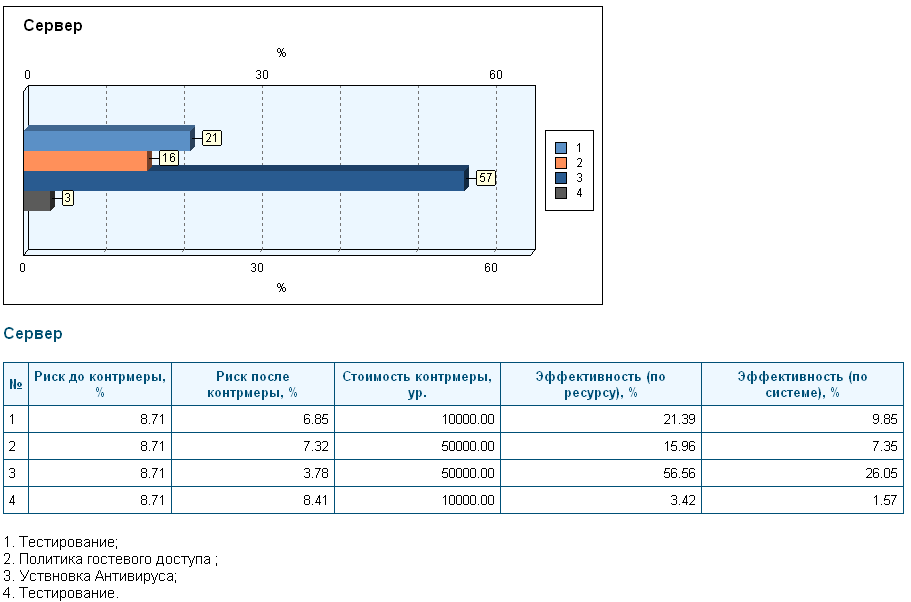 Сервер
%
0 30 60
21
16
57
3
1
2
3
4
0 30 60
%
Сервер
№ Риск до контрмеры, % Риск после контрмеры, % Стоимость контрмеры, ур. Эффективность (по ресурсу), % Эффективность (по системе), %
1 8.71 6.85 10000.00 21.39 9.85
2 8.71 7.32 50000.00 15.96 7.35
3 8.71 3.78 50000.00 56.56 26.05
4 8.71 8.41 10000.00 3.42 1.57
1. Тестирование;
2. Политика гостевого доступа ;
3. Уствновка Антивируса;
4. Тестирование.